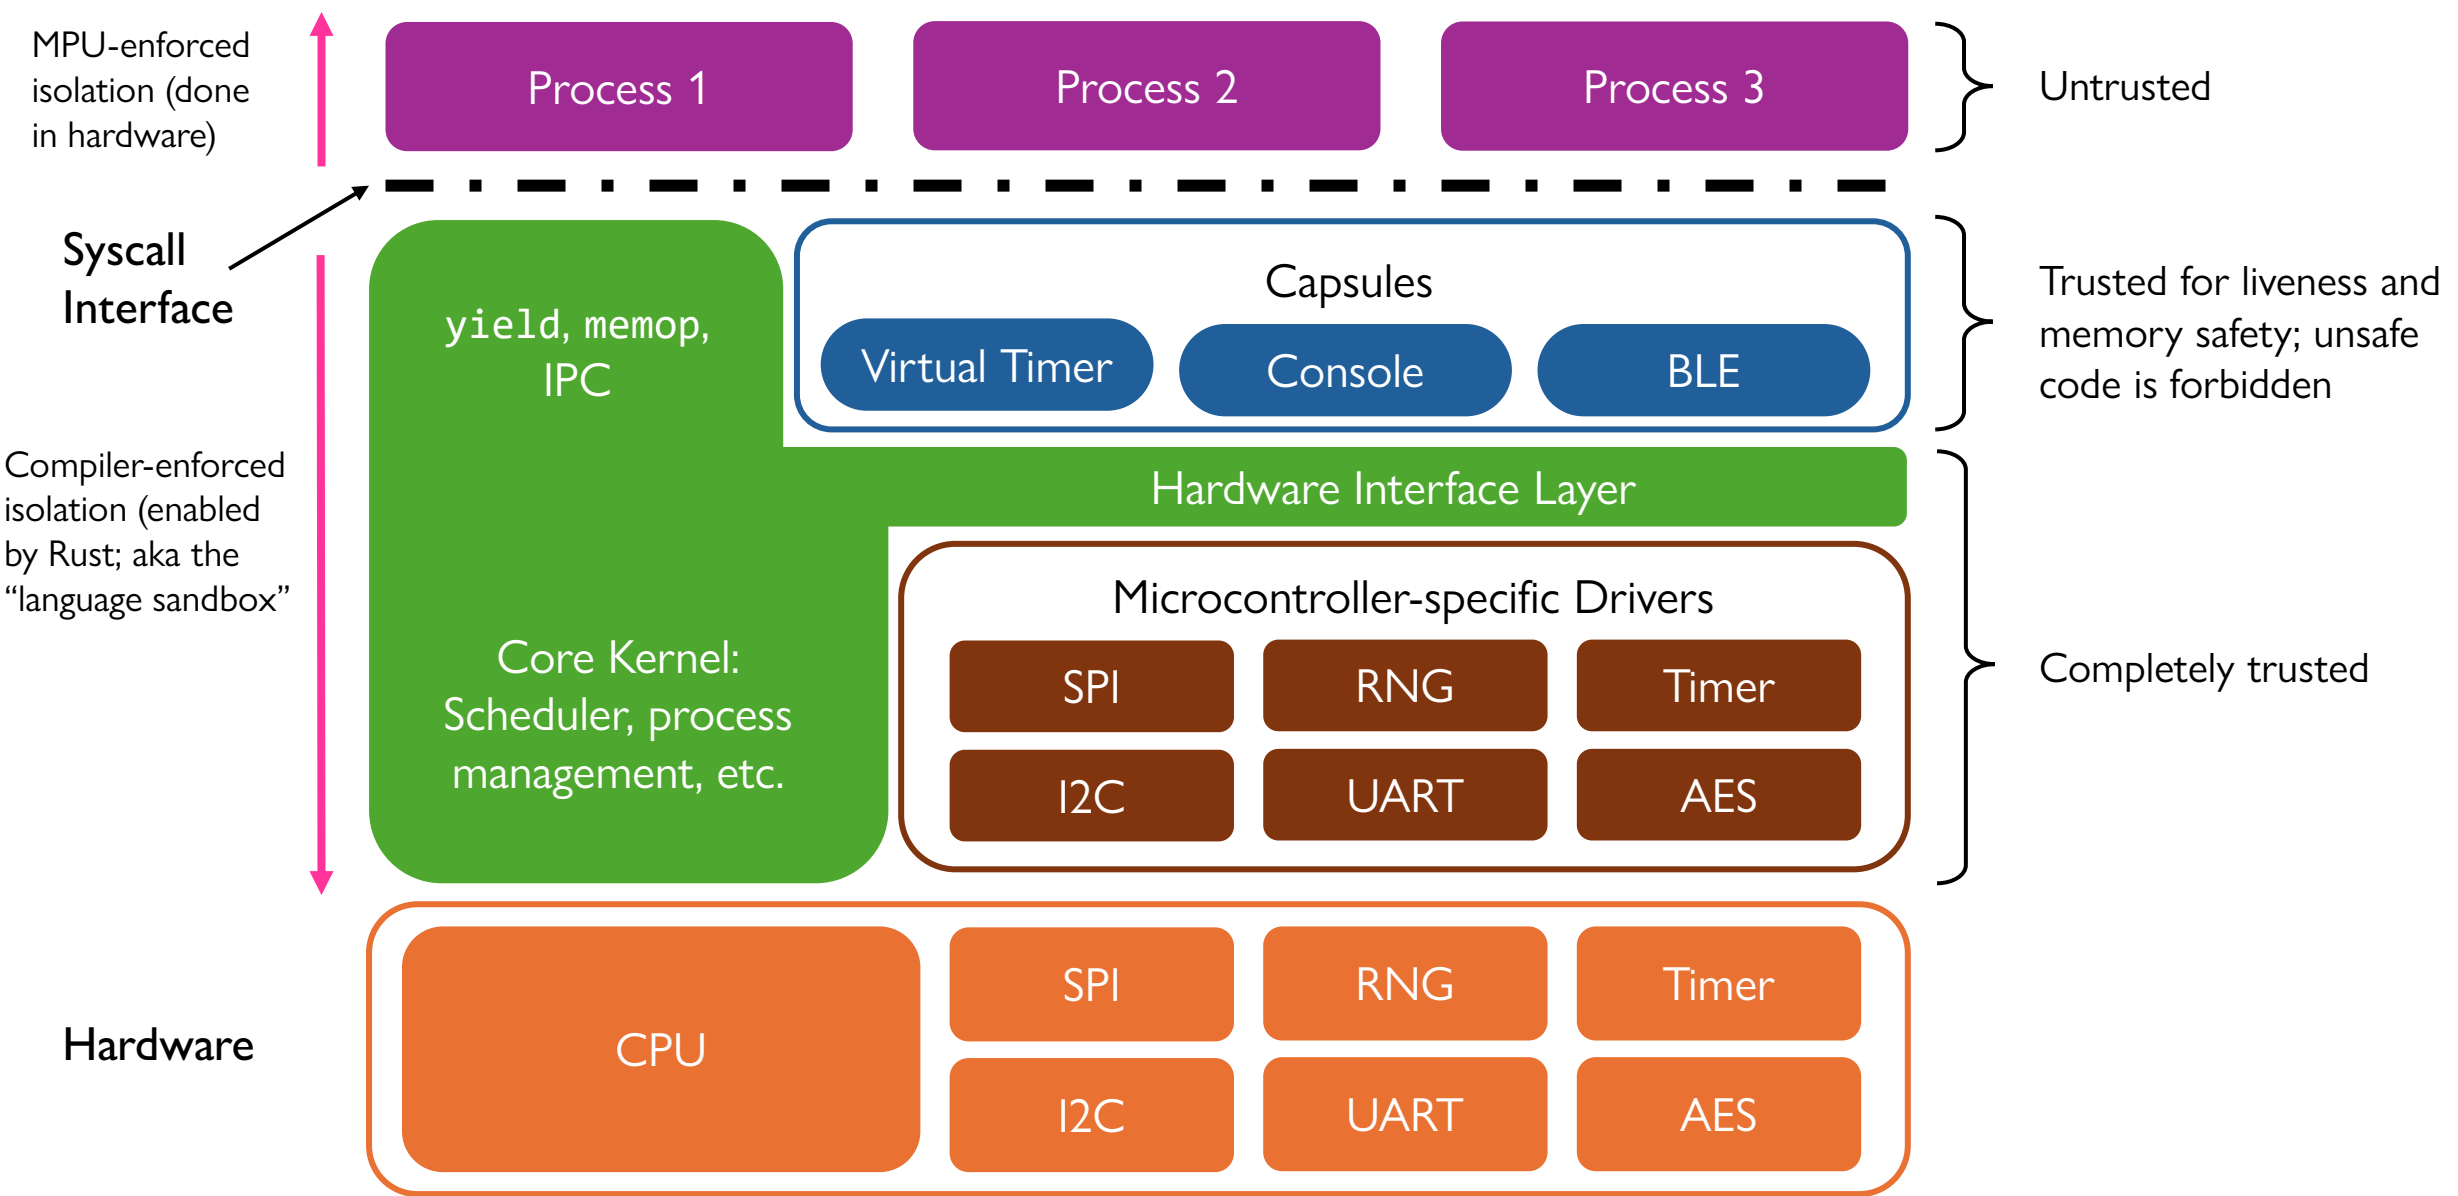 MPU-enforced
isolation (done
in hardware)
Process 1
Process 2
Process 3
Untrusted
Syscall
Interface
yield, memop,
IPC
Capsules
Virtual Timer
Console
BLE
Trusted for liveness and
memory safety; unsafe
code is forbidden
Compiler-enforced
isolation (enabled
by Rust; aka the
“language sandbox”
Hardware Interface Layer
Core Kernel:
Scheduler, process
management, etc.
Microcontroller-specific Drivers
SPI
RNG
Timer
I2C
UART
AES
Completely trusted
Hardware
CPU
SPI
RNG
Timer
I2C
UART
AES